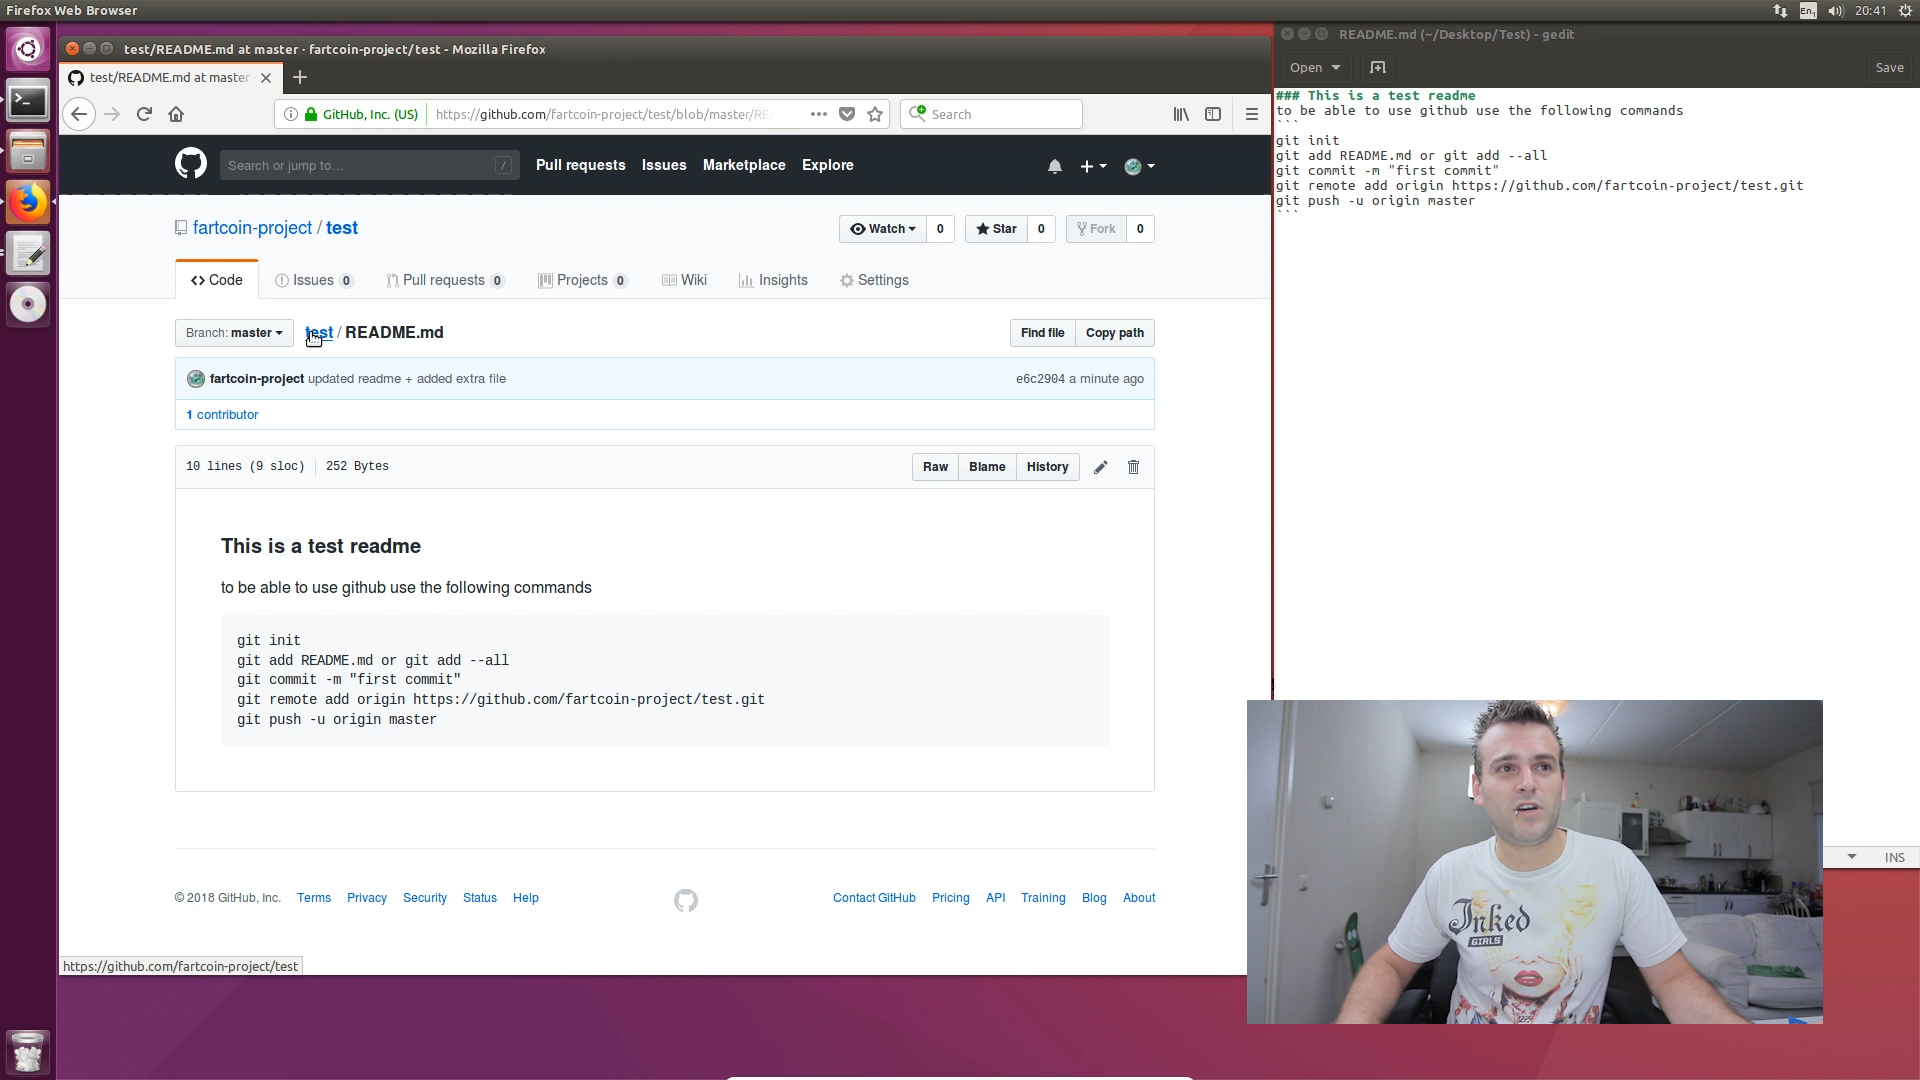 Firefox Web Browser
En 20:41
test/README.md at master · fartcoin-project/test - Mozilla Firefox
test/README.md at master
GitHub, Inc. (US) https://github.com/fartcoin-project/test/blob/master/RE
Search
Search or jump to… /
Pull requests Issues Marketplace Explore
fartcoin-project / test
Watch 0 Star 0 Fork 0
Code Issues 0 Pull requests 0 Projects 0 Wiki Insights Settings
Branch: master test / README.md Find file Copy path
fartcoin-project updated readme + added extra file e6c2904 a minute ago
1 contributor
10 lines (9 sloc) 252 Bytes Raw Blame History
This is a test readme
to be able to use github use the following commands
git init
git add README.md or git add --all
git commit -m "first commit"
git remote add origin https://github.com/fartcoin-project/test.git
git push -u origin master
© 2018 GitHub, Inc. Terms Privacy Security Status Help Contact GitHub Pricing API Training Blog About
https://github.com/fartcoin-project/test
README.md (~/Desktop/Test) - gedit
Open Save
### This is a test readme
to be able to use github use the following commands
```
git init
git add README.md or git add --all
git commit -m "first commit"
git remote add origin https://github.com/fartcoin-project/test.git
git push -u origin master
```
INS
Inked
GIRLS